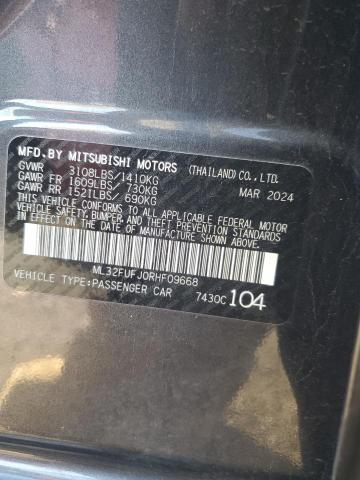 MFD. BY MITSUBISHI MOTORS (THAILAND) CO., LTD.
GVWR 3108LBS/1410KG MAR 2024
GAWR FR 1609LBS/ 730KG
GAWR RR 1521LBS/ 690KG
THIS VEHICLE CONFORMS TO ALL APPLICABLE FEDERAL MOTOR
VEHICLE SAFETY, BUMPER, AND THEFT PREVENTION STANDARDS
IN EFFECT ON THE DATE OF MANUFACTURE SHOWN ABOVE.
ML32FUFJ0RHF09668
VEHICLE TYPE:PASSENGER CAR 7430C 104